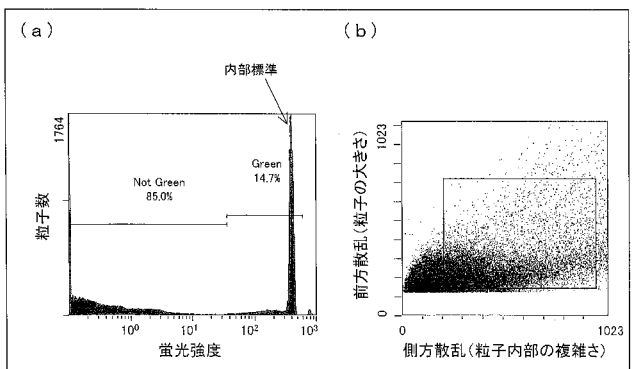 (a)
内部標準
1764
Green
14.7%
Not Green
85.0%
粒子数
10⁰
10¹
10²
10³
蛍光強度
(b)
1023
前方散乱(粒子の大きさ)
0
0
1023
側方散乱(粒子内部の複雑さ)